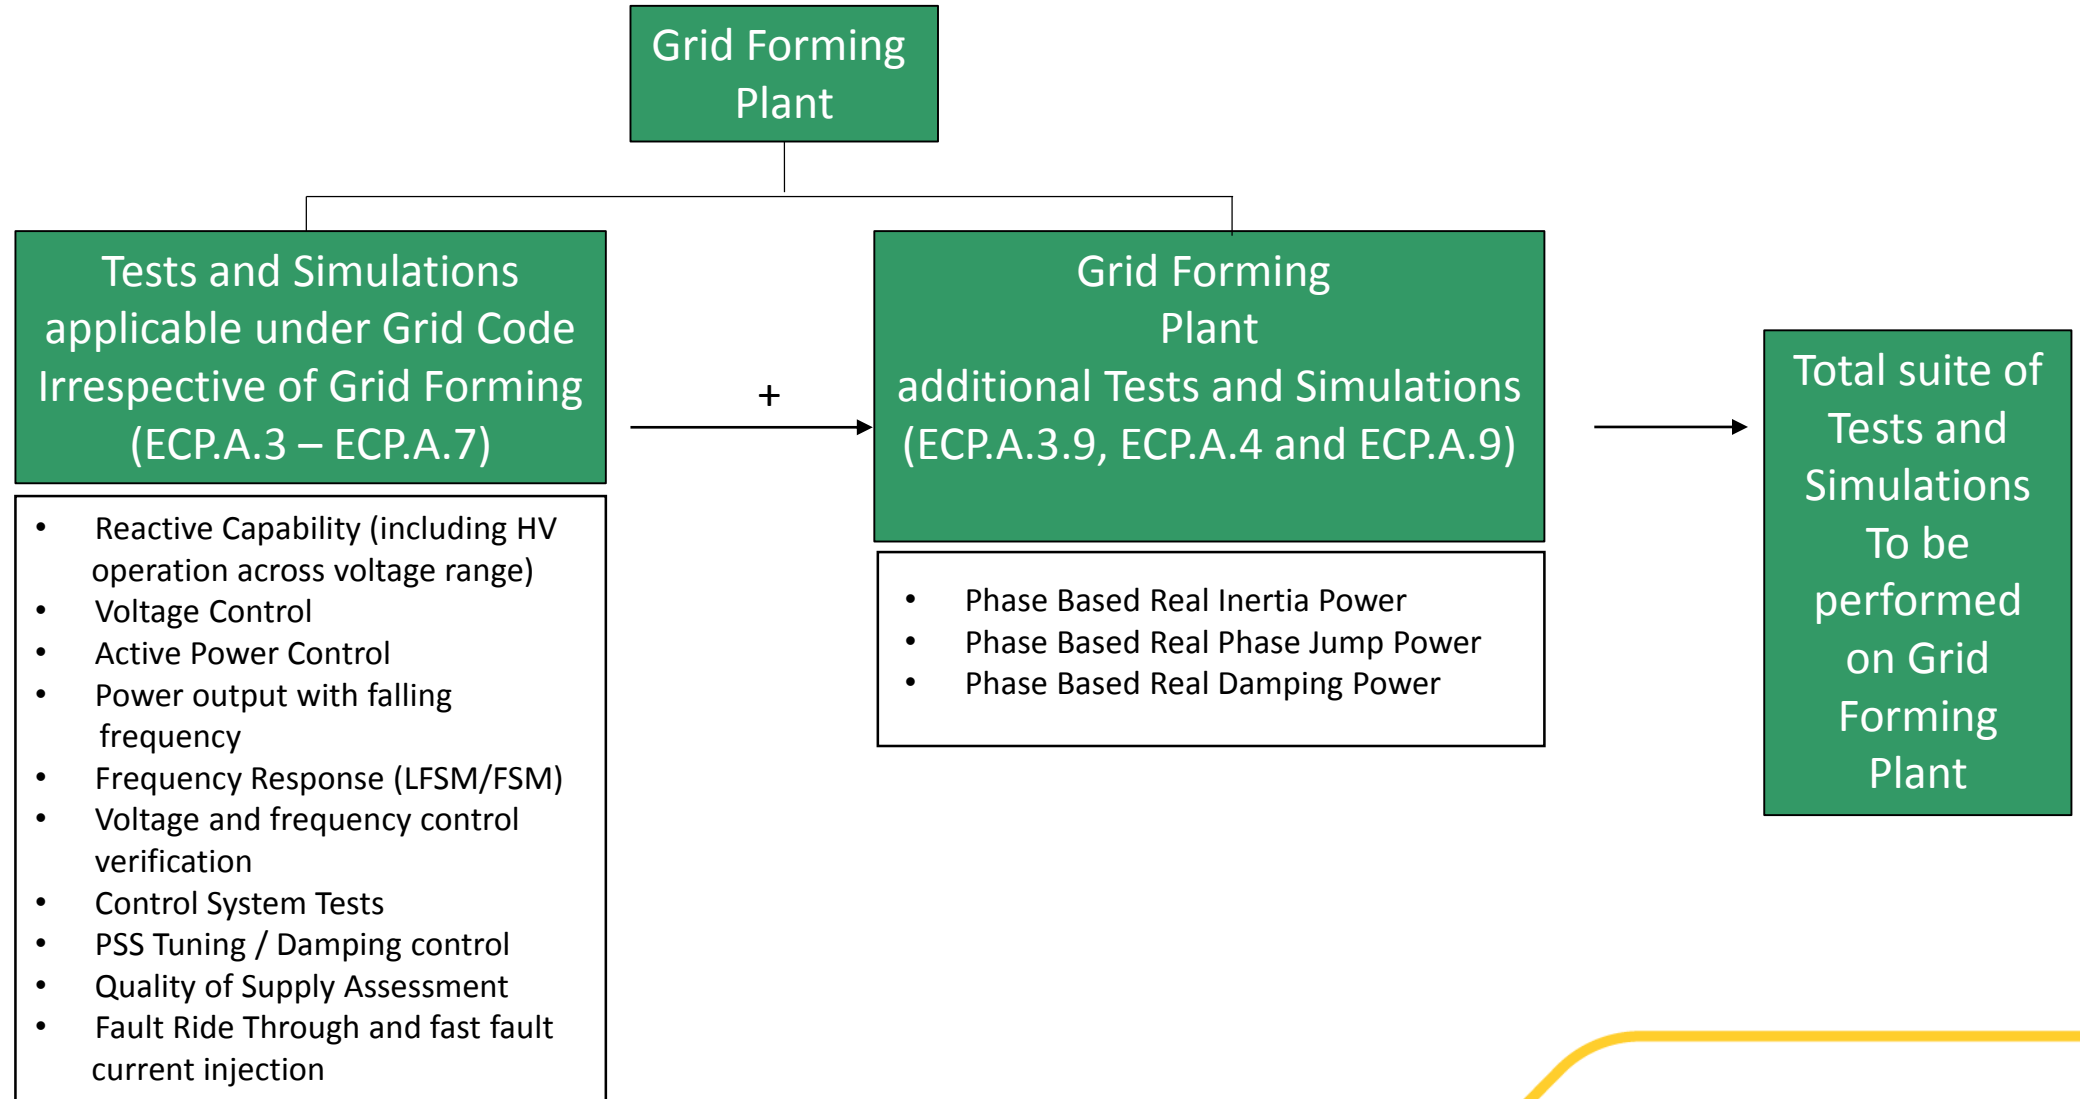 Grid Forming
Plant
Tests and Simulations
applicable under Grid Code
Irrespective of Grid Forming
(ECP.A.3 – ECP.A.7)
• Reactive Capability (including HV
operation across voltage range)
• Voltage Control
• Active Power Control
• Power output with falling
frequency
• Frequency Response (LFSM/FSM)
• Voltage and frequency control
verification
• Control System Tests
• PSS Tuning / Damping control
• Quality of Supply Assessment
• Fault Ride Through and fast fault
current injection
+
Grid Forming
Plant
additional Tests and Simulations
(ECP.A.3.9, ECP.A.4 and ECP.A.9)
• Phase Based Real Inertia Power
• Phase Based Real Phase Jump Power
• Phase Based Real Damping Power
Total suite of
Tests and
Simulations
To be
performed
on Grid
Forming
Plant